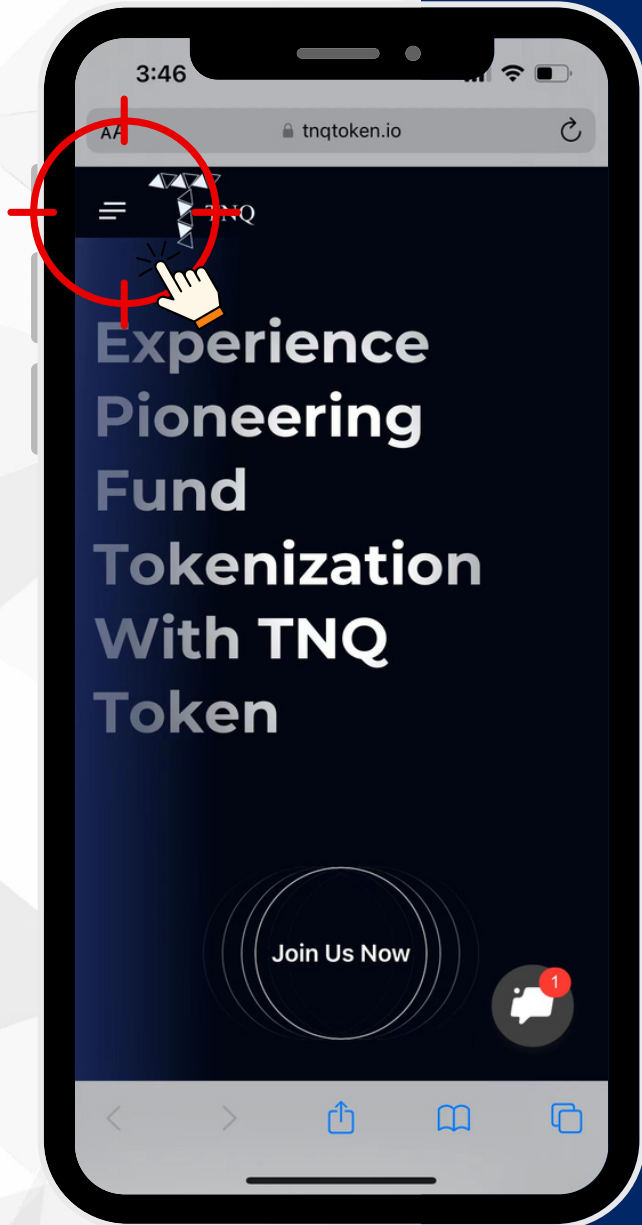 3:46
AA
tnqtoken.io
TNQ
Experience
Pioneering
Fund
Tokenization
With TNQ
Token
Join Us Now
1